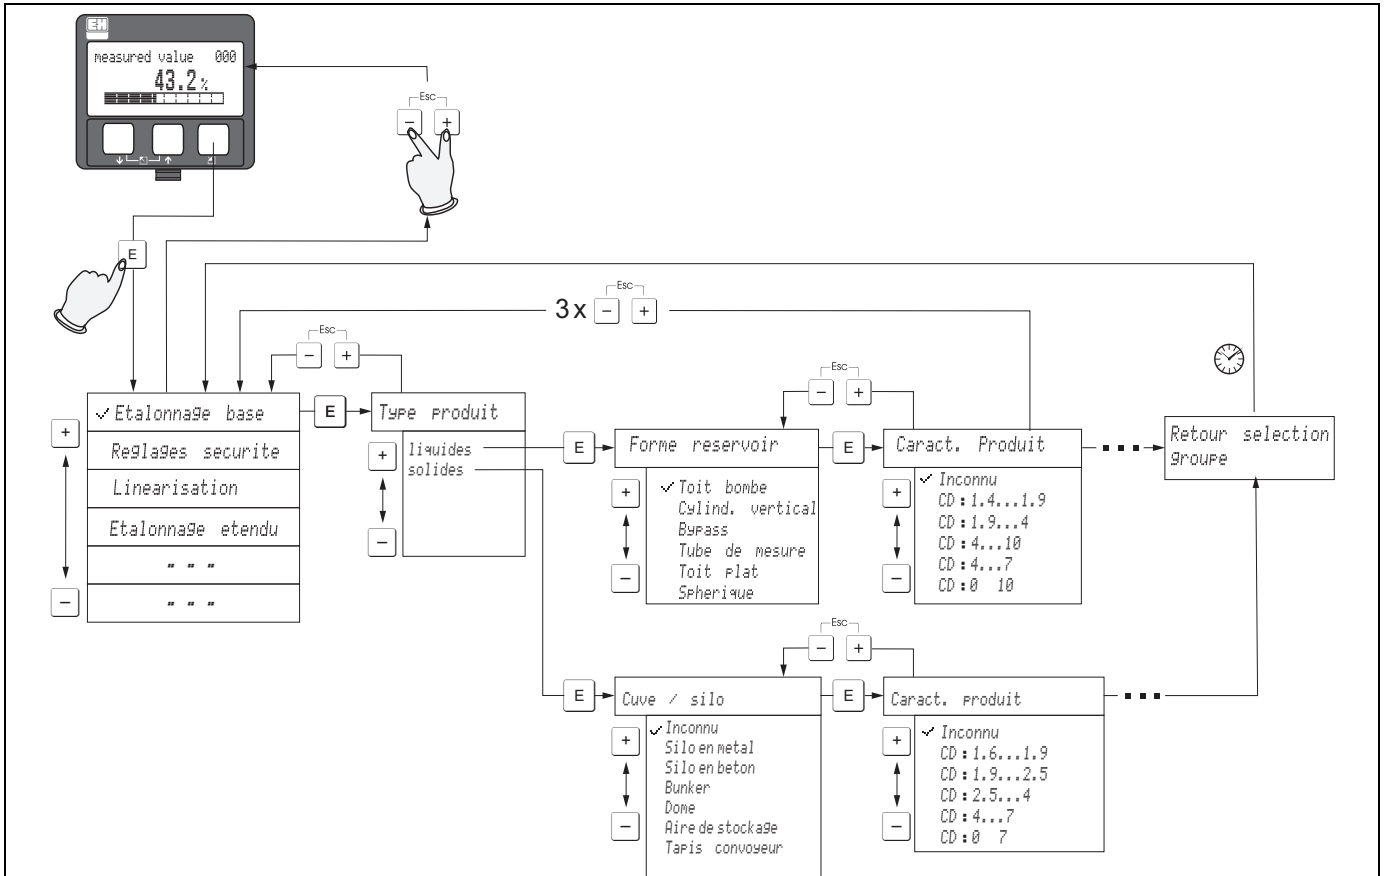 EH
measured value 000
43.2%
Esc
- +
E
Esc
3x - +
Esc
- +
✓ Etalonnage base
Reglages securite
Linearisation
Etalonnage etendu
" " "
" " "
+
-
E
Type produit
liquides
solides
+
-
E
Esc
- +
Forme reservoir
✓ Toit bombe
Cylind. vertical
Bypass
Tube de mesure
Toit plat
Spherique
+
-
E
Caract. Produit
✓ Inconnu
CD:1.4...1.9
CD:1.9...4
CD:4...10
CD:4...7
CD:0 10
+
-
Retour selection
groupe
E
Esc
- +
Cuve / silo
✓ Inconnu
Silo en metal
Silo en beton
Bunker
Dome
Aire de stockage
Tapis convoyeur
+
-
E
Caract. produit
✓ Inconnu
CD:1.6...1.9
CD:1.9...2.5
CD:2.5...4
CD:4...7
CD:0 7
+
-